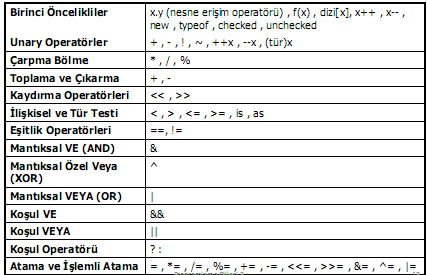 Birinci Öncelikliler x.y (nesne erişim operatörü) , f(x) , dizi[x], x++ , x-- ,
new , typeof , checked , unchecked
Unary Operatörler + , - , ! , ~ , ++x , --x , (tür)x
Çarpma Bölme * , / , %
Toplama ve Çıkarma + , -
Kaydırma Operatörleri << , >>
İlişkisel ve Tür Testi < , > , <= , >= , is , as
Eşitlik Operatörleri ==, !=
Mantıksal VE (AND) &
Mantıksal Özel Veya
(XOR) ^
Mantıksal VEYA (OR) |
Koşul VE &&
Koşul VEYA ||
Koşul Operatörü ? :
Atama ve İşlemli Atama = , *= , /= , %= , += , -= , <<= , >>= , &= , ^= , |=